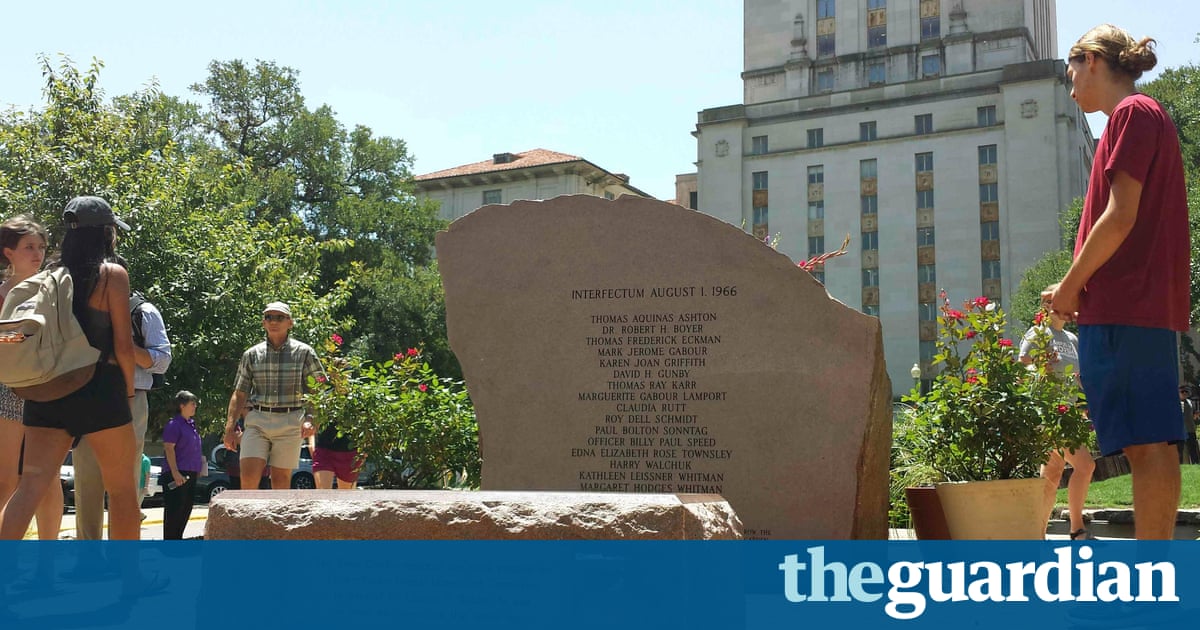 INTERFECTUM AUGUST 1, 1966
THOMAS AQUINAS ASHTON
DR. ROBERT H. BOYER
THOMAS FREDERICK ECKMAN
MARK JEROME GABOUR
KAREN JOAN GRIFFITH
DAVID H. GUNBY
THOMAS RAY KARR
MARGUERITE GABOUR LAMPORT
CLAUDIA RUTT
ROY DELL SCHMIDT
PAUL BOLTON SONNTAG
OFFICER BILLY PAUL SPEED
EDNA ELIZABETH ROSE TOWNSLEY
HARRY WALCHUK
KATHLEEN LEISSNER WHITMAN
MARGARET HODGES WHITMAN
theguardian